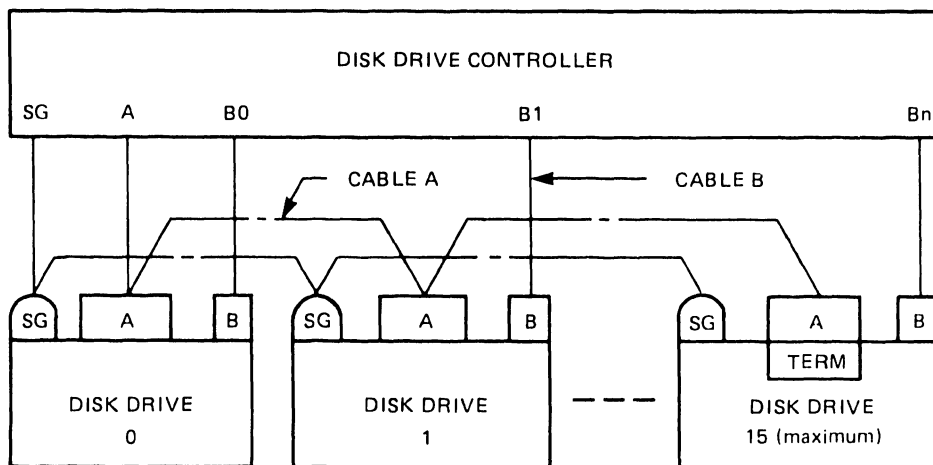 DISK DRIVE CONTROLLER
SG A B0 B1 Bn
CABLE A CABLE B
SG A B SG A B SG A B
TERM
DISK DRIVE DISK DRIVE DISK DRIVE
0 1 15 (maximum)